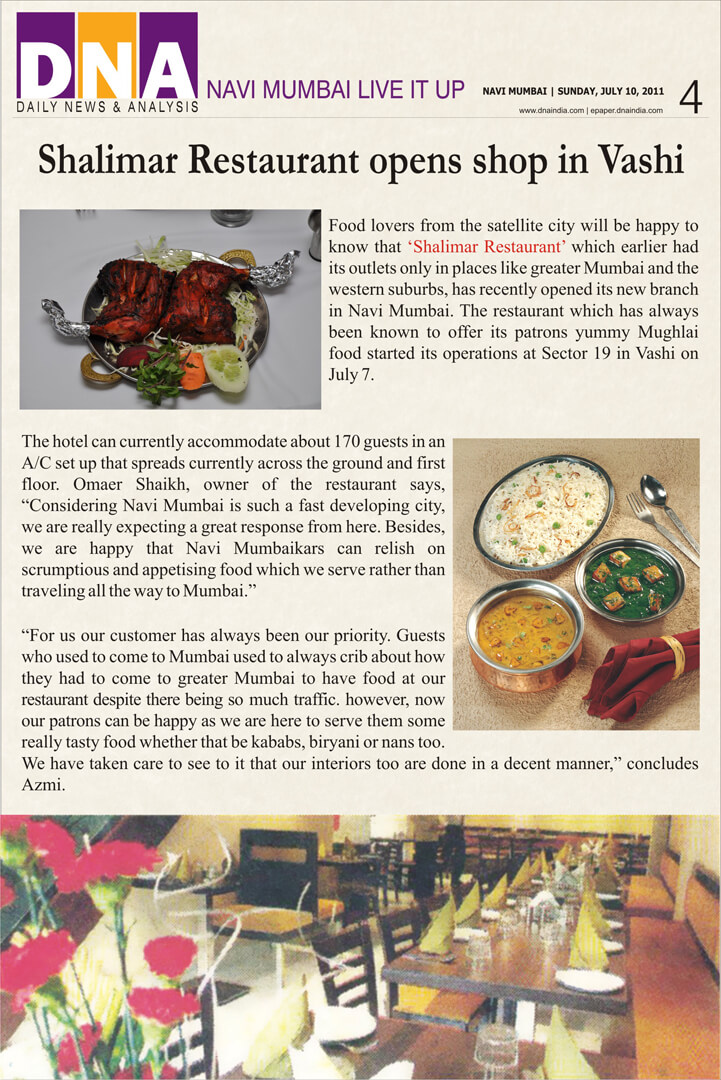 DNA
DAILY NEWS & ANALYSIS
NAVI MUMBAI LIVE IT UP
NAVI MUMBAI | SUNDAY, JULY 10, 2011
www.dnaindia.com | epaper.dnaindia.com
4
Shalimar Restaurant opens shop in Vashi
Food lovers from the satellite city will be happy to
know that ‘Shalimar Restaurant’ which earlier had
its outlets only in places like greater Mumbai and the
western suburbs, has recently opened its new branch
in Navi Mumbai. The restaurant which has always
been known to offer its patrons yummy Mughlai
food started its operations at Sector 19 in Vashi on
July 7.
The hotel can currently accommodate about 170 guests in an
A/C set up that spreads currently across the ground and first
floor. Omaer Shaikh, owner of the restaurant says,
“Considering Navi Mumbai is such a fast developing city,
we are really expecting a great response from here. Besides,
we are happy that Navi Mumbaikars can relish on
scrumptious and appetising food which we serve rather than
traveling all the way to Mumbai.”
“For us our customer has always been our priority. Guests
who used to come to Mumbai used to always crib about how
they had to come to greater Mumbai to have food at our
restaurant despite there being so much traffic. however, now
our patrons can be happy as we are here to serve them some
really tasty food whether that be kababs, biryani or nans too.
We have taken care to see to it that our interiors too are done in a decent manner,” concludes
Azmi.